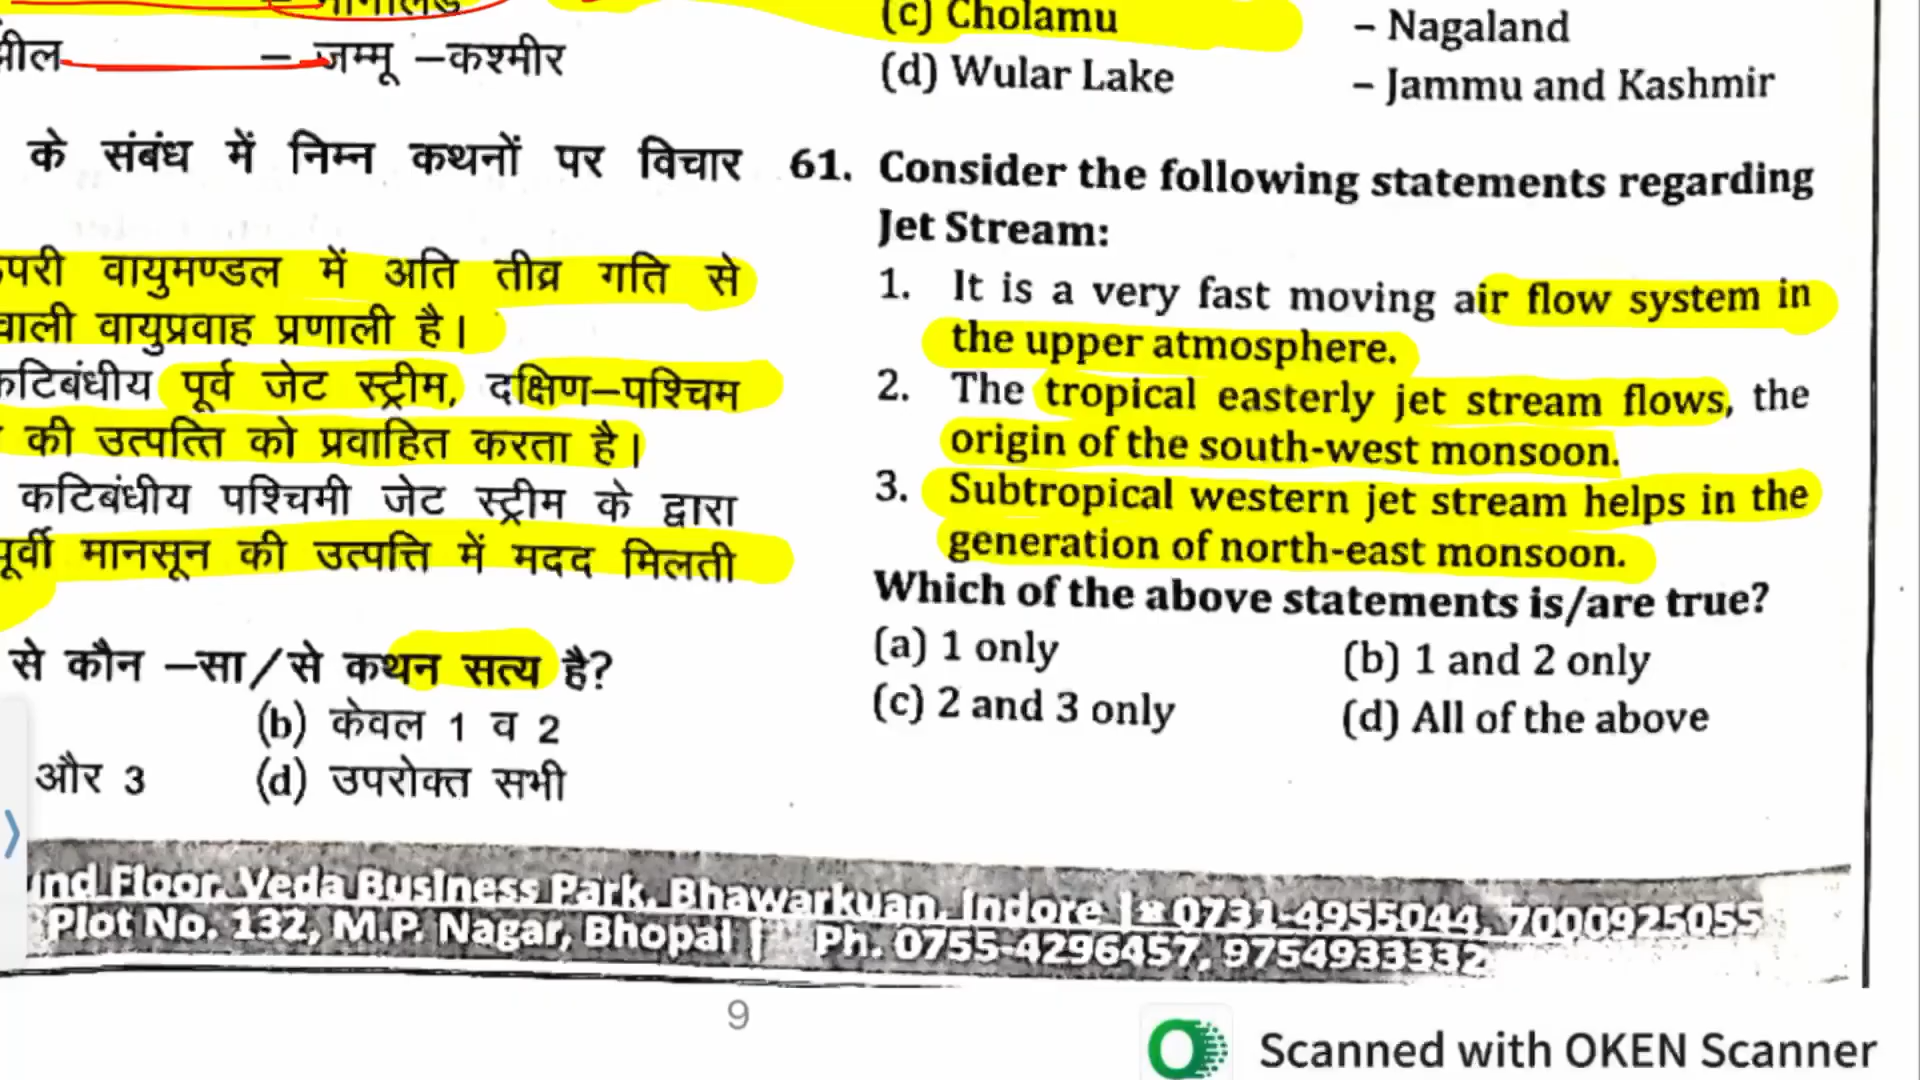 झील – जम्मू –कश्मीर
के संबंध में निम्न कथनों पर विचार
वायुमण्डल में अति तीव्र गति से
वाली वायुप्रवाह प्रणाली है।
पूर्व जेट स्ट्रीम, दक्षिण–पश्चिम
की उत्पत्ति को प्रवाहित करता है।
कटिबंधीय पश्चिमी जेट स्ट्रीम के द्वारा
मानसून की उत्पत्ति में मदद मिलती
से कौन –सा/से कथन सत्य है?
(b) केवल 1 व 2
और 3 (d) उपरोक्त सभी
(c) Cholamu – Nagaland
(d) Wular Lake – Jammu and Kashmir
61. Consider the following statements regarding
Jet Stream:
1. It is a very fast moving air flow system in
the upper atmosphere.
2. The tropical easterly jet stream flows, the
origin of the south-west monsoon.
3. Subtropical western jet stream helps in the
generation of north-east monsoon.
Which of the above statements is/are true?
(a) 1 only (b) 1 and 2 only
(c) 2 and 3 only (d) All of the above
Floor, Veda Business Park, Bhawarkuan, Indore | 0731-4955044, 7000925055
Plot No. 132, M.P. Nagar, Bhopal | Ph. 0755-4296457, 9754933332
9
Scanned with OKEN Scanner